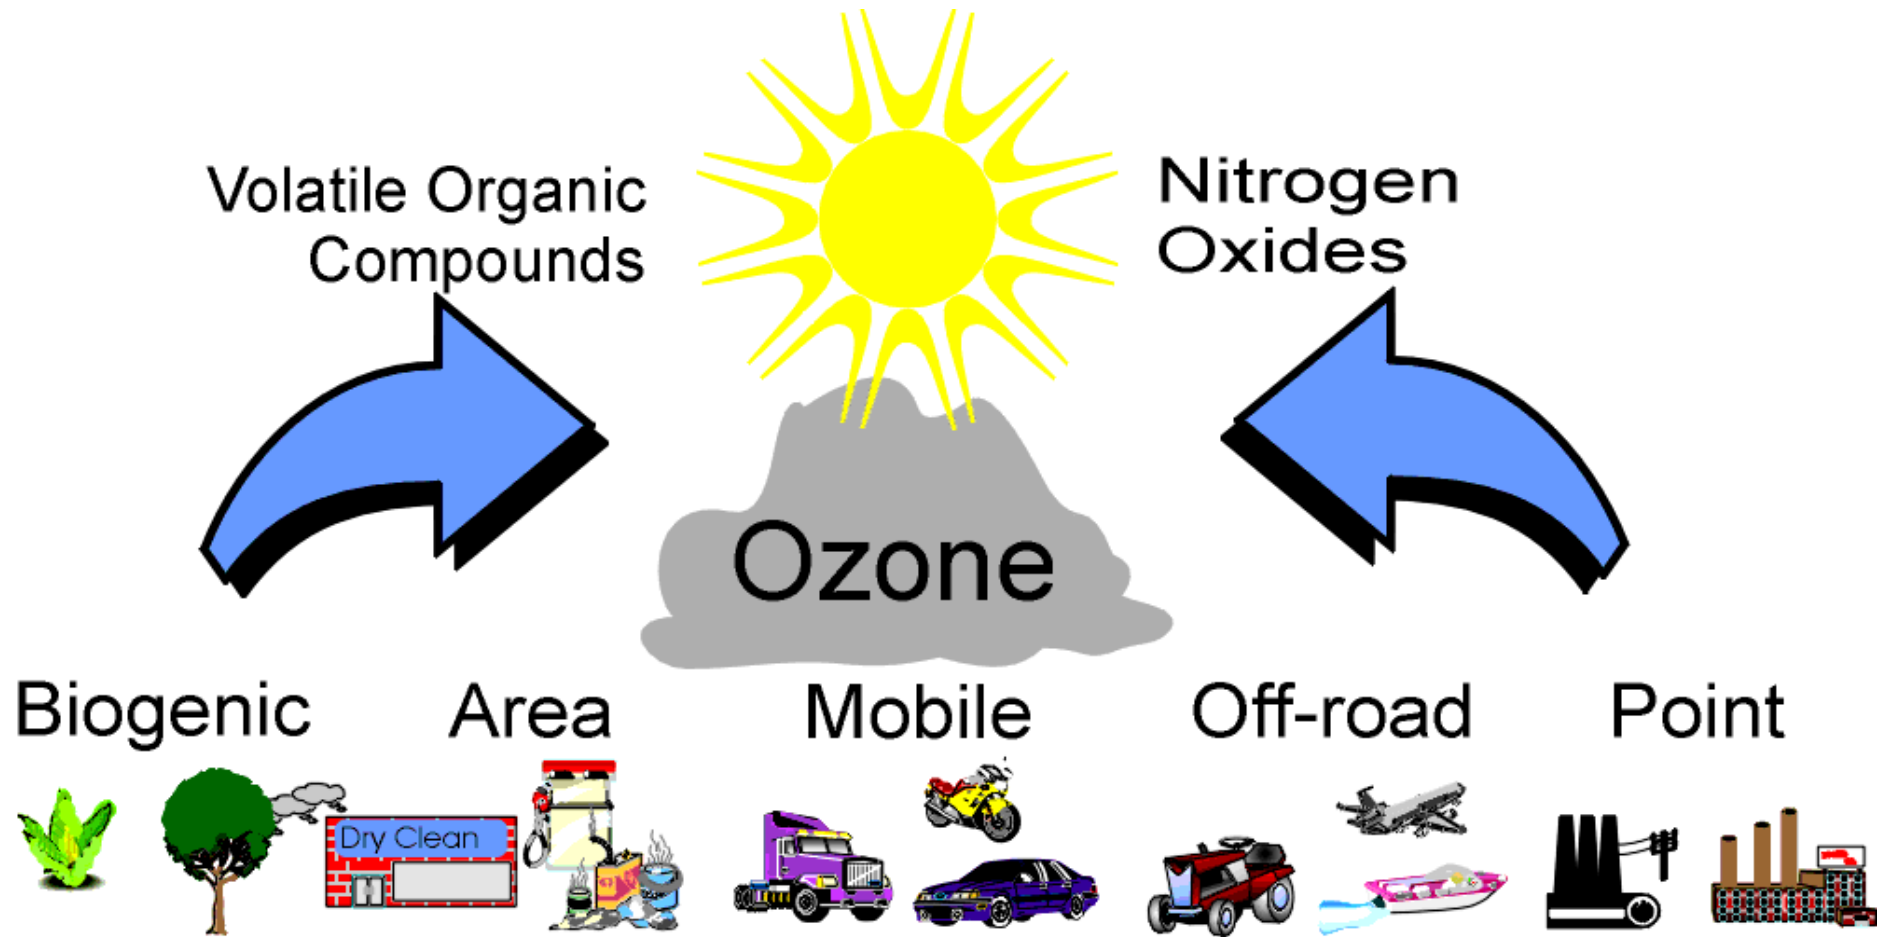 Volatile Organic
Compounds
Nitrogen
Oxides
Ozone
Biogenic
Area
Mobile
Off-road
Point
Dry Clean